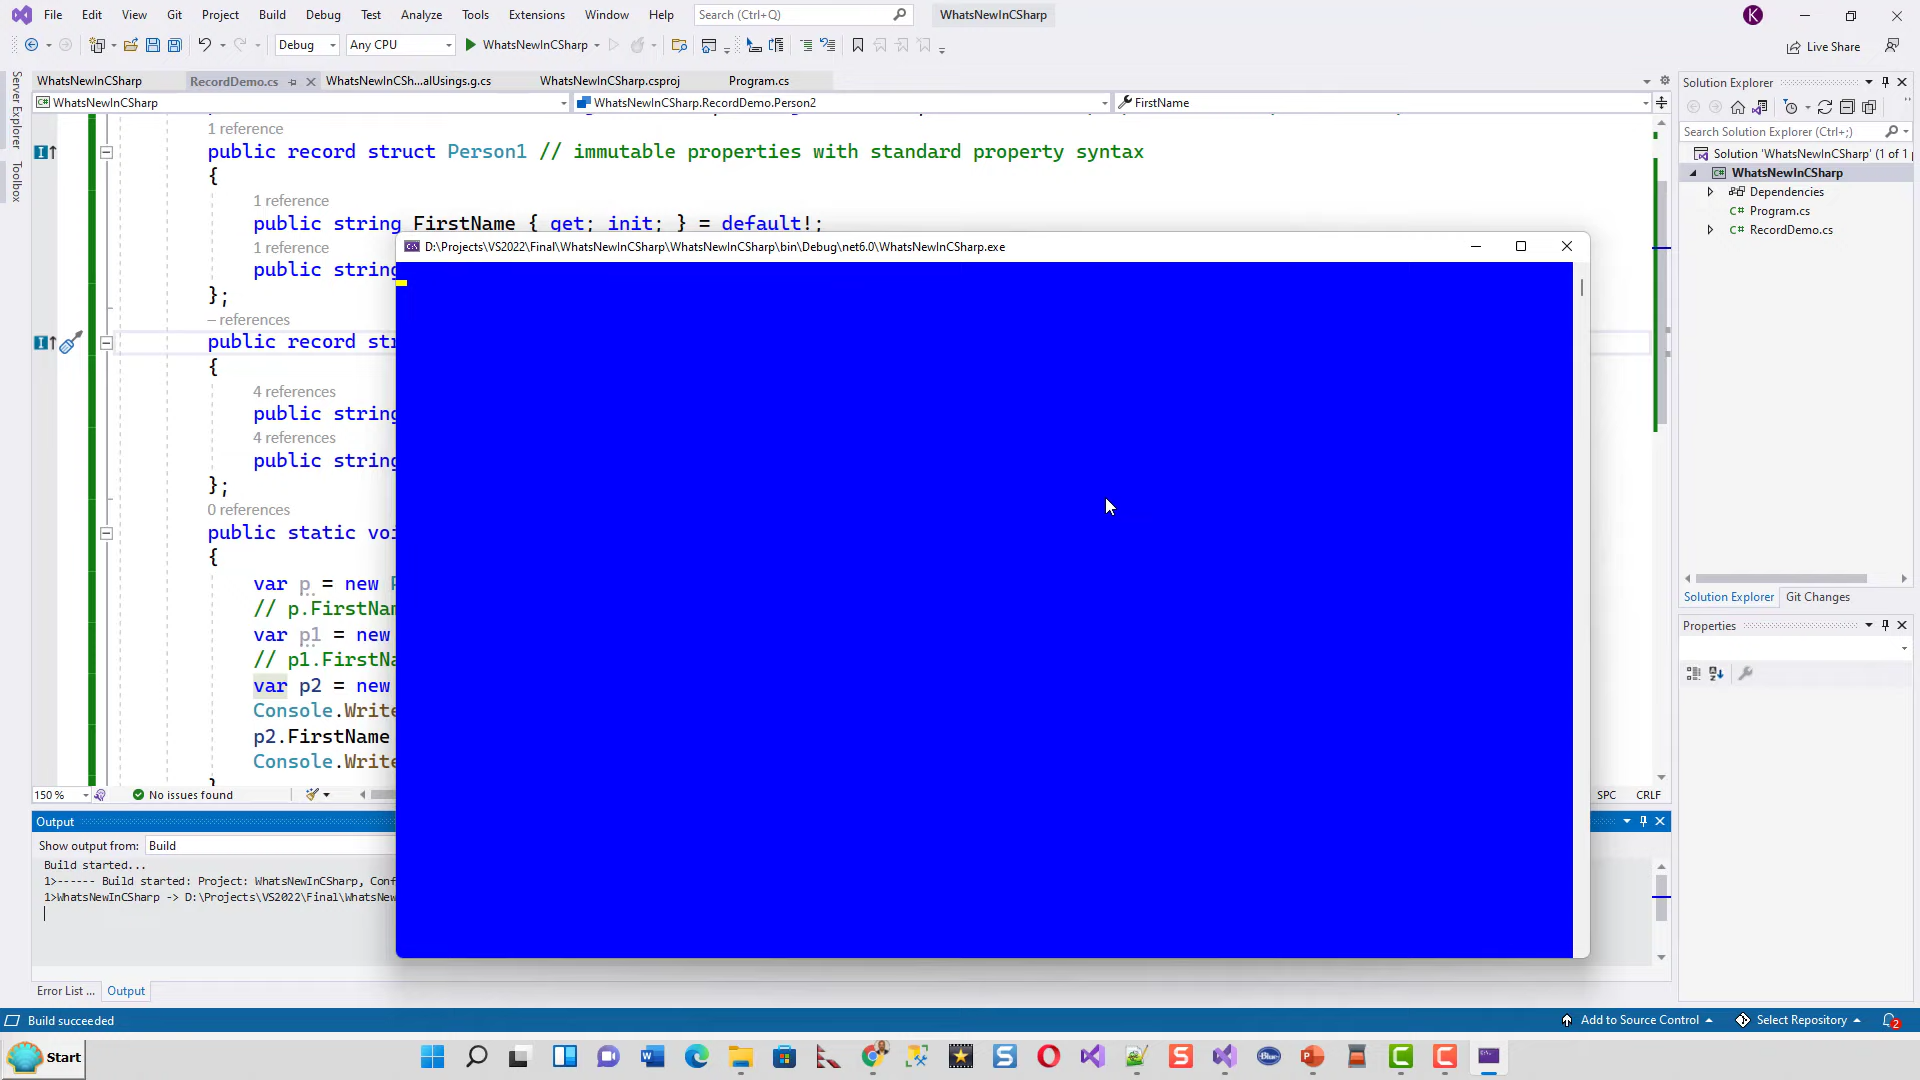 File Edit View Git Project Build Debug Test Analyze Tools Extensions Window Help Search (Ctrl+Q) WhatsNewInCSharp K
Debug Any CPU WhatsNewInCSharp Live Share
WhatsNewInCSharp RecordDemo.cs WhatsNewInCSh...alUsings.g.cs WhatsNewInCSharp.csproj Program.cs
WhatsNewInCSharp WhatsNewInCSharp.RecordDemo.Person2 FirstName
1 reference
public record struct Person1 // immutable properties with standard property syntax
{
1 reference
public string FirstName { get; init; } = default!;
1 reference
public string
};
– references
public record str
{
4 references
public string
4 references
public string
};
0 references
public static voi
{
var p = new
// p.FirstNam
var p1 = new
// p1.FirstNa
var p2 = new
Console.Write
p2.FirstName
Console.Write
150 % No issues found SPC CRLF
D:\Projects\VS2022\Final\WhatsNewInCSharp\WhatsNewInCSharp\bin\Debug\net6.0\WhatsNewInCSharp.exe
Output
Show output from: Build
Build started...
1>------ Build started: Project: WhatsNewInCSharp, Conf
1>WhatsNewInCSharp -> D:\Projects\VS2022\Final\WhatsNew
Error List ... Output
Server Explorer
Toolbox
Solution Explorer
Search Solution Explorer (Ctrl+;)
Solution 'WhatsNewInCSharp' (1 of 1
WhatsNewInCSharp
Dependencies
C# Program.cs
C# RecordDemo.cs
Solution Explorer Git Changes
Properties
Build succeeded Add to Source Control Select Repository 2
Start